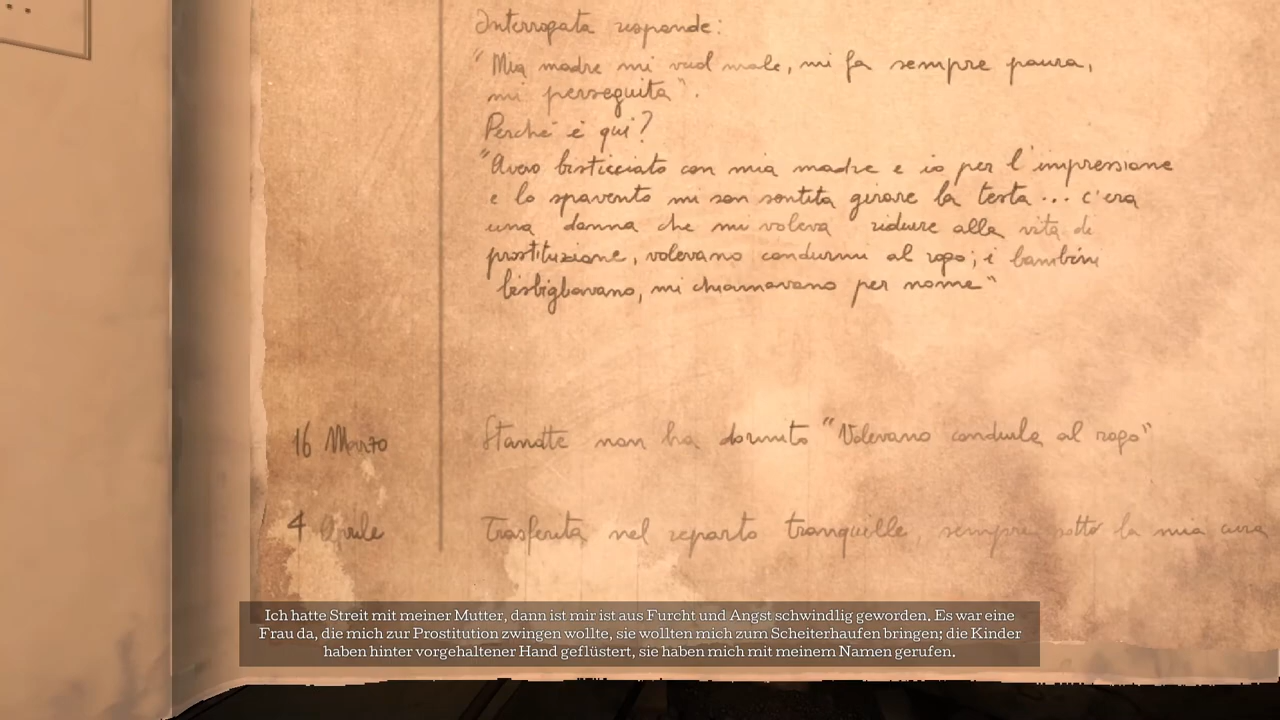 Interrogata risponde:
"Mia madre mi vuol male, mi fa sempre paura,
mi perseguita".
Perché è qui?
"Avevo bisticciato con mia madre e io per l'impressione
e lo spavento mi son sentita girare la testa... c'era
una donna che mi voleva ridurre alla vita di
prostituzione, volevano condurmi al rogo; i bambini
bisbigliavano, mi chiamavano per nome"
16 Marzo
Stanotte non ha dormito "Volevano condurla al rogo"
4 Aprile
Trasferita nel reparto tranquille, sempre sotto la mia cura
Ich hatte Streit mit meiner Mutter, dann ist mir ist aus Furcht und Angst schwindlig geworden. Es war eine
Frau da, die mich zur Prostitution zwingen wollte, sie wollten mich zum Scheiterhaufen bringen; die Kinder
haben hinter vorgehaltener Hand geflüstert, sie haben mich mit meinem Namen gerufen.